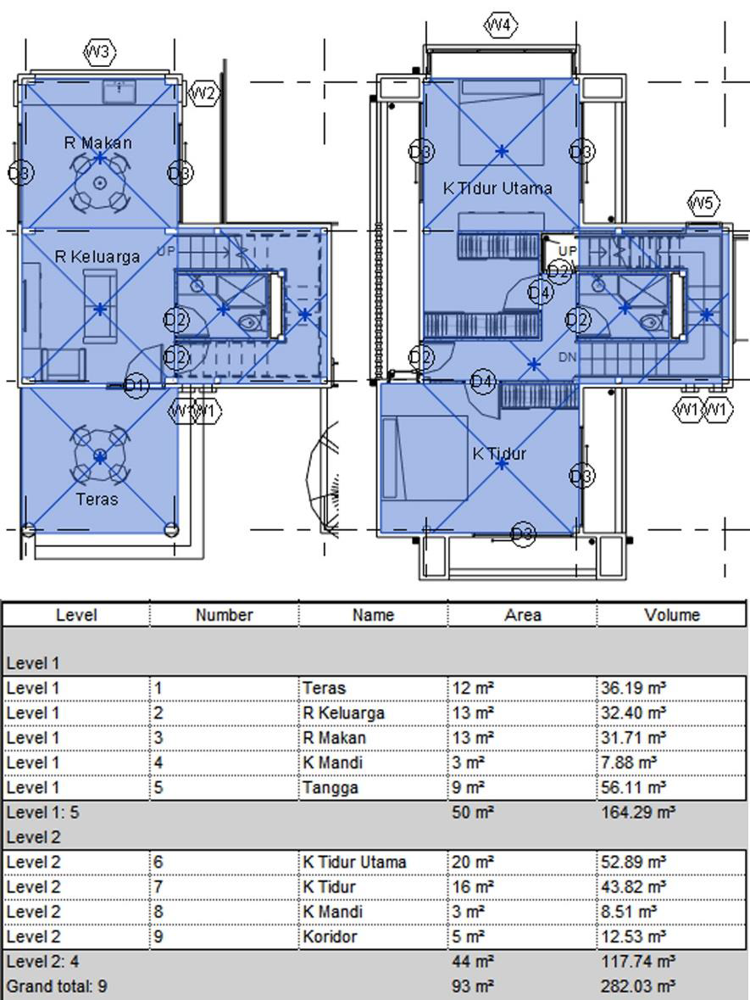 W3
W4
W2
R Makan
D3
D3
D3
D3
K Tidur Utama
W5
R Keluarga
UP
UP
D2
D4
D2
D2
D2
D2
DN
D1
D4
W1
W1
W1
W1
K Tidur
D3
Teras
D3
Level Number Name Area Volume
Level 1
Level 1 1 Teras 12 m² 36.19 m³
Level 1 2 R Keluarga 13 m² 32.40 m³
Level 1 3 R Makan 13 m² 31.71 m³
Level 1 4 K Mandi 3 m² 7.88 m³
Level 1 5 Tangga 9 m² 56.11 m³
Level 1: 5 50 m² 164.29 m³
Level 2
Level 2 6 K Tidur Utama 20 m² 52.89 m³
Level 2 7 K Tidur 16 m² 43.82 m³
Level 2 8 K Mandi 3 m² 8.51 m³
Level 2 9 Koridor 5 m² 12.53 m³
Level 2: 4 44 m² 117.74 m³
Grand total: 9 93 m² 282.03 m³